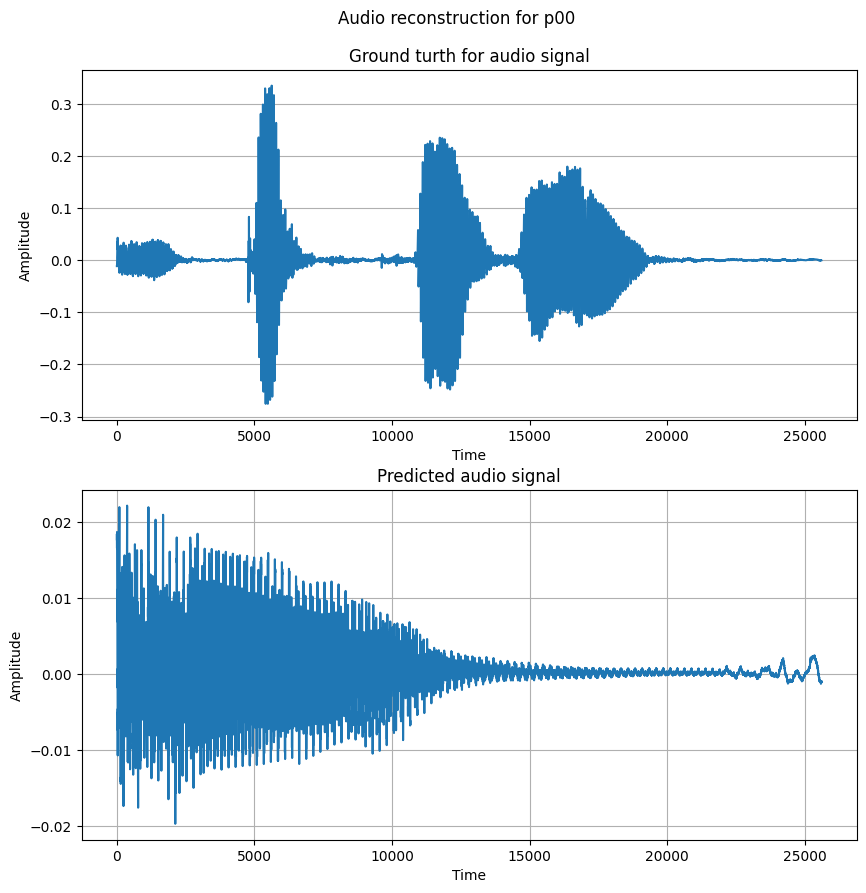 Audio reconstruction for p00
Ground turth for audio signal
0.3
0.2
0.1
0.0
−0.1
−0.2
−0.3
Amplitude
0 5000 10000 15000 20000 25000
Time
Predicted audio signal
0.02
0.01
0.00
−0.01
−0.02
Amplitude
0 5000 10000 15000 20000 25000
Time